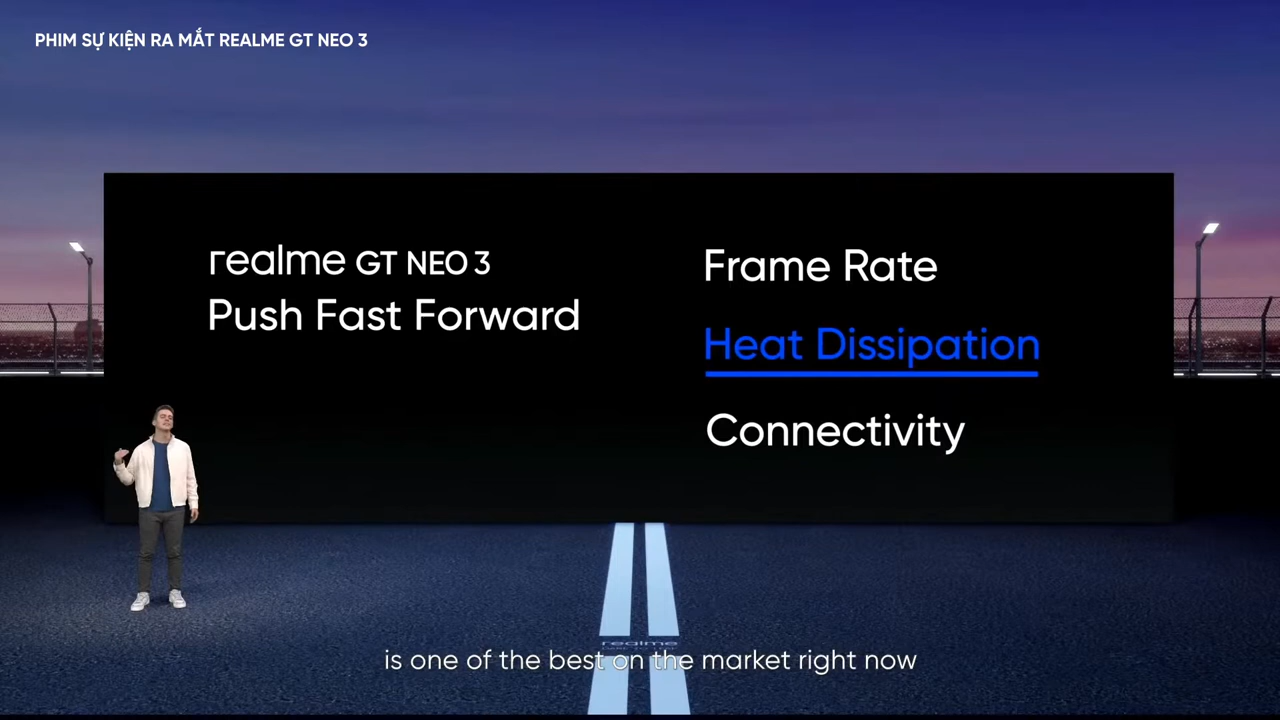 PHIM SỰ KIỆN RA MẮT REALME GT NEO 3
realme GT NEO 3
Push Fast Forward
Frame Rate
Heat Dissipation
Connectivity
realme
is one of the best on the market right now